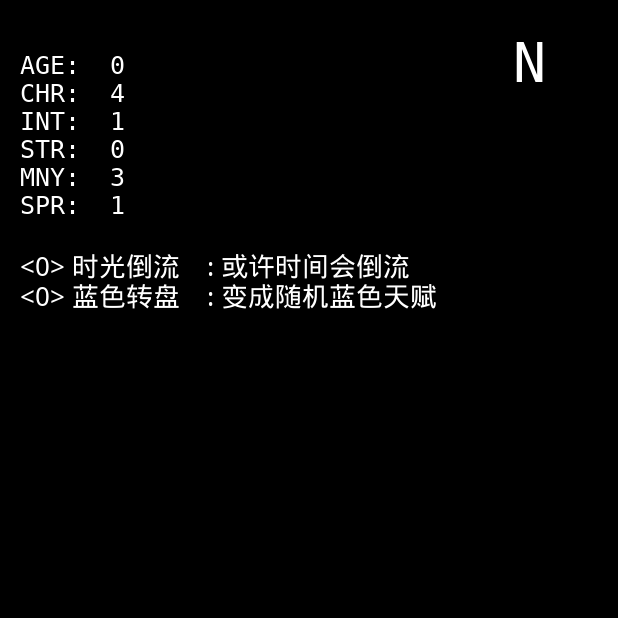 N
AGE: 0
CHR: 4
INT: 1
STR: 0
MNY: 3
SPR: 1
<O> 时光倒流 : 或许时间会倒流
<O> 蓝色转盘 : 变成随机蓝色天赋